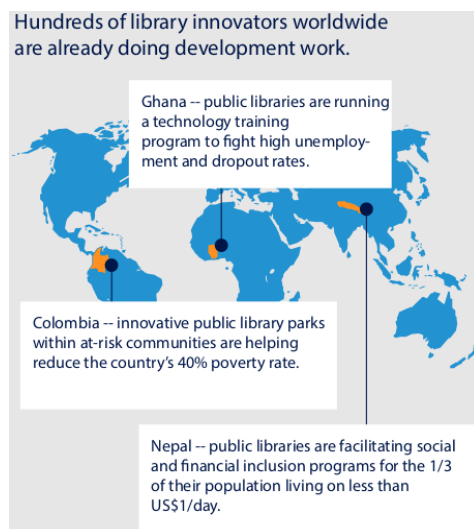 Hundreds of library innovators worldwide
are already doing development work.
Ghana -- public libraries are running
a technology training
program to fight high unemploy-
ment and dropout rates.
Colombia -- innovative public library parks
within at-risk communities are helping
reduce the country's 40% poverty rate.
Nepal -- public libraries are facilitating social
and financial inclusion programs for the 1/3
of their population living on less than
US$1/day.